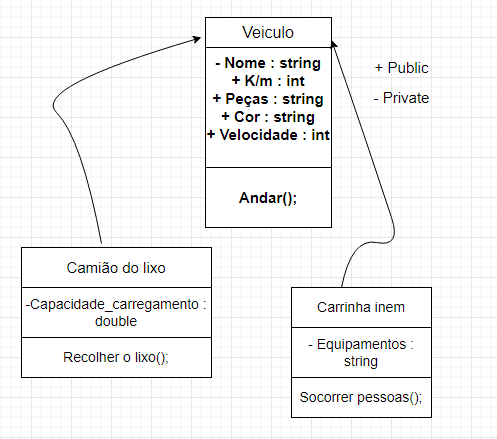 Veiculo
- Nome : string
+ K/m : int
+ Peças : string
+ Cor : string
+ Velocidade : int
Andar();
+ Public
- Private
Camião do lixo
-Capacidade_carregamento :
double
Recolher o lixo();
Carrinha inem
- Equipamentos :
string
Socorrer pessoas();